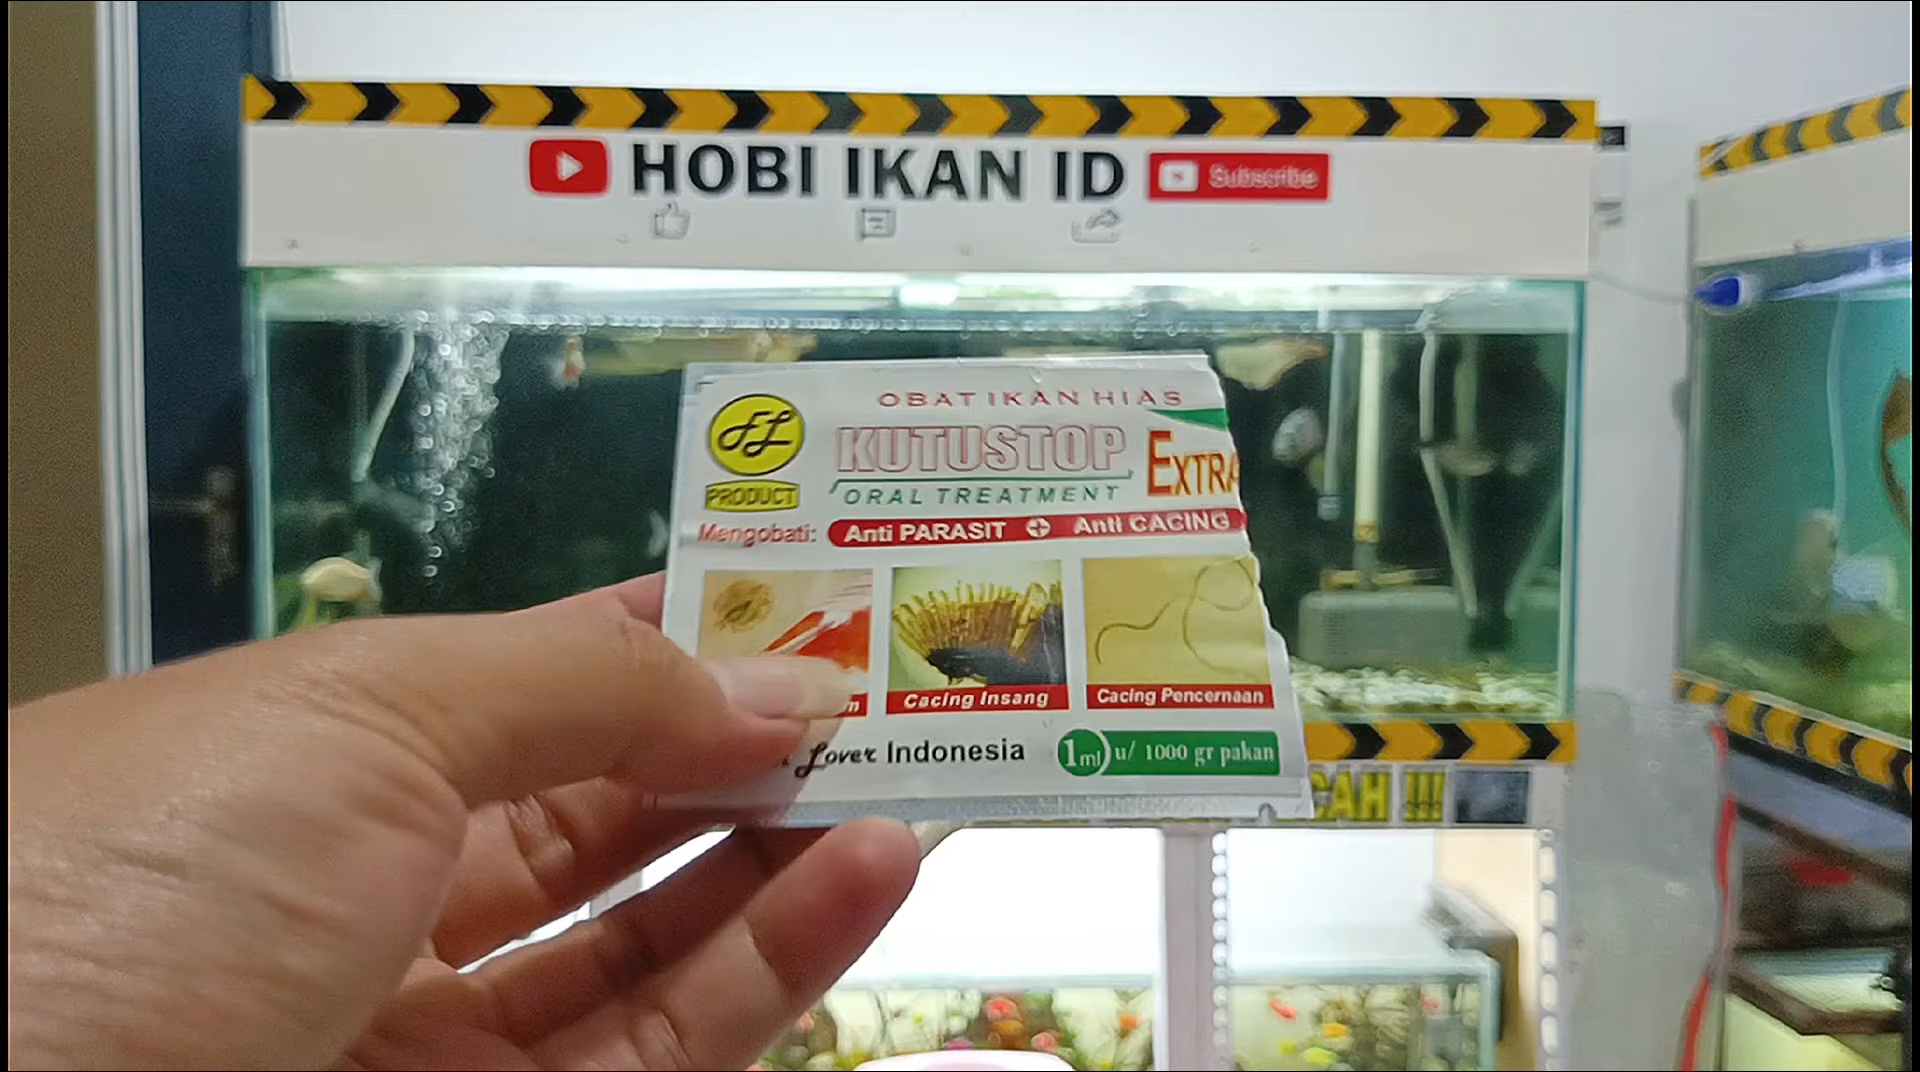 HOBI IKAN ID Subscribe
OBAT IKAN HIAS
FL
PRODUCT
KUTUSTOP EXTRA
ORAL TREATMENT
Mengobati: Anti PARASIT + Anti CACING
Cacing Insang
Cacing Pencernaan
Lover Indonesia
1ml u/ 1000 gr pakan
CAH !!!